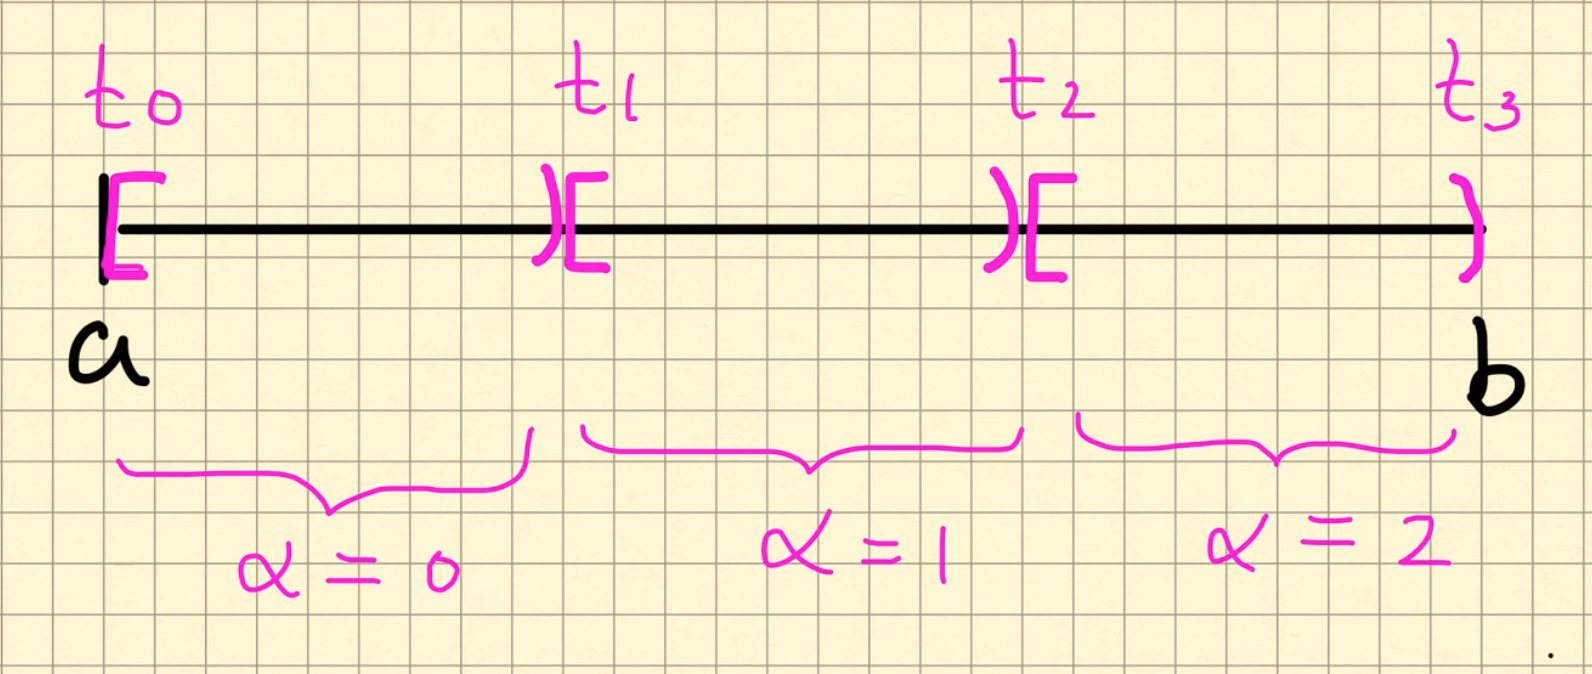 t₀ t₁ t₂ t₃
[ )[ )[ )
a b
α = 0 α = 1 α = 2